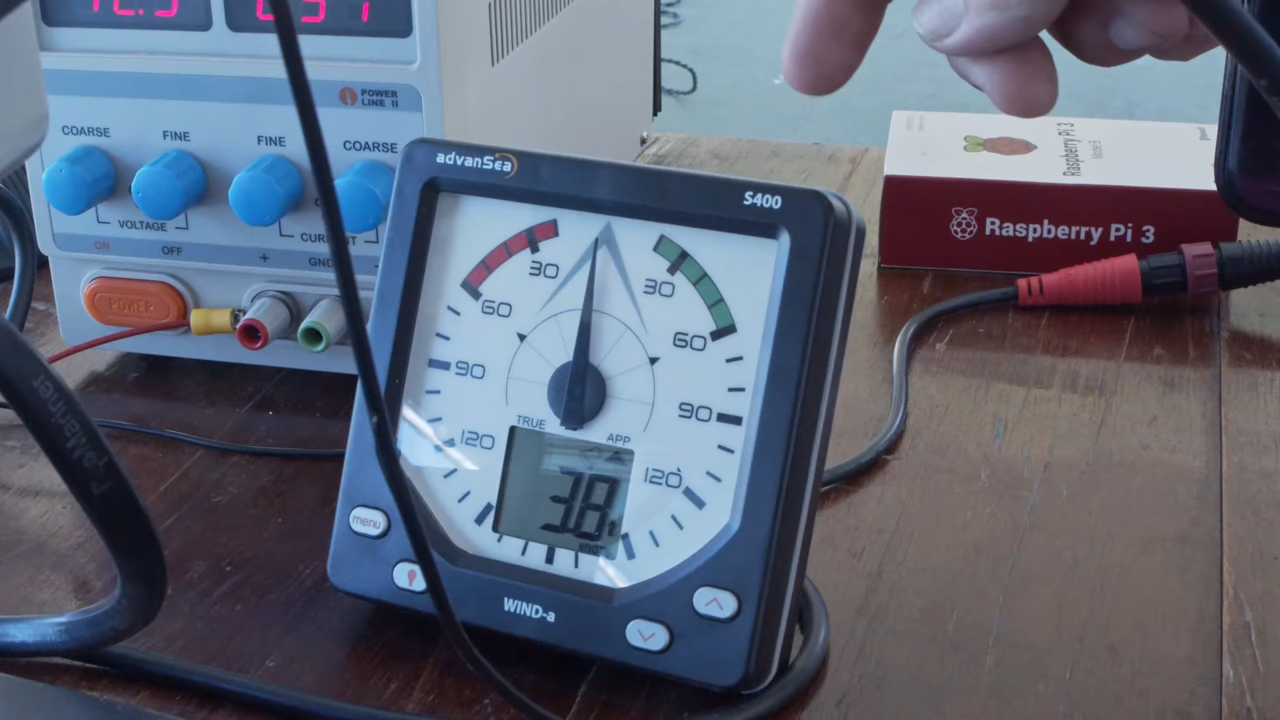 POWER
LINE II
COARSE
FINE
FINE
COARSE
VOLTAGE
ON
OFF
+
GND
-
POWER
advanSea
S400
30
30
60
60
90
90
120
120
TRUE
APP
3.8
menu
WIND-a
Raspberry Pi 3
Model B
Raspberry Pi 3